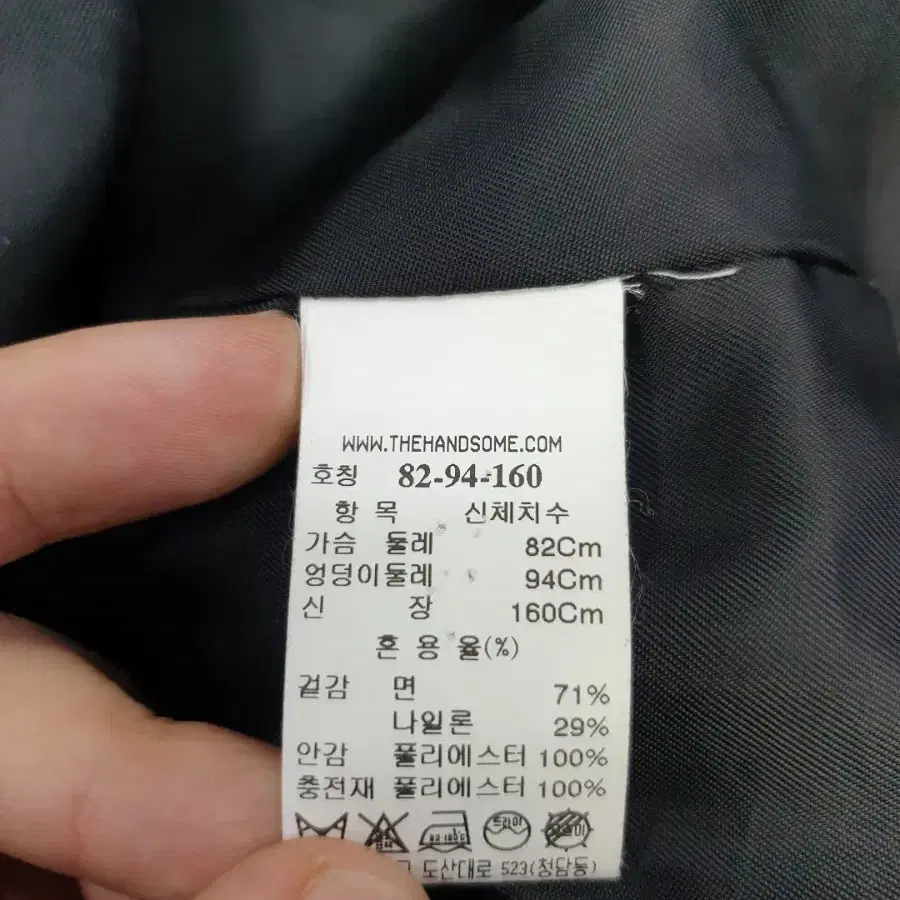 WWW.THEHANDSOME.COM
호칭 82-94-160
항 목 신체치수
가슴 둘레 82Cm
엉덩이둘레 94Cm
신 장 160Cm
혼 용 율(%)
겉감 면 71%
나일론 29%
안감 폴리에스터 100%
충전재 폴리에스터 100%
드라이
도산대로 523(청담동)